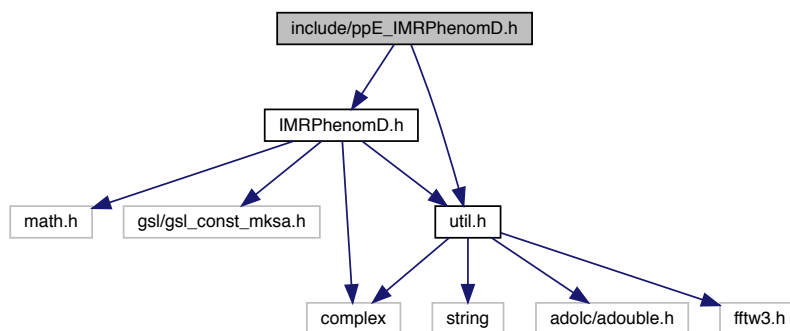 include/ppE_IMRPhenomD.h
IMRPhenomD.h
math.h
gsl/gsl_const_mksa.h
util.h
complex
string
adolc/adouble.h
fftw3.h